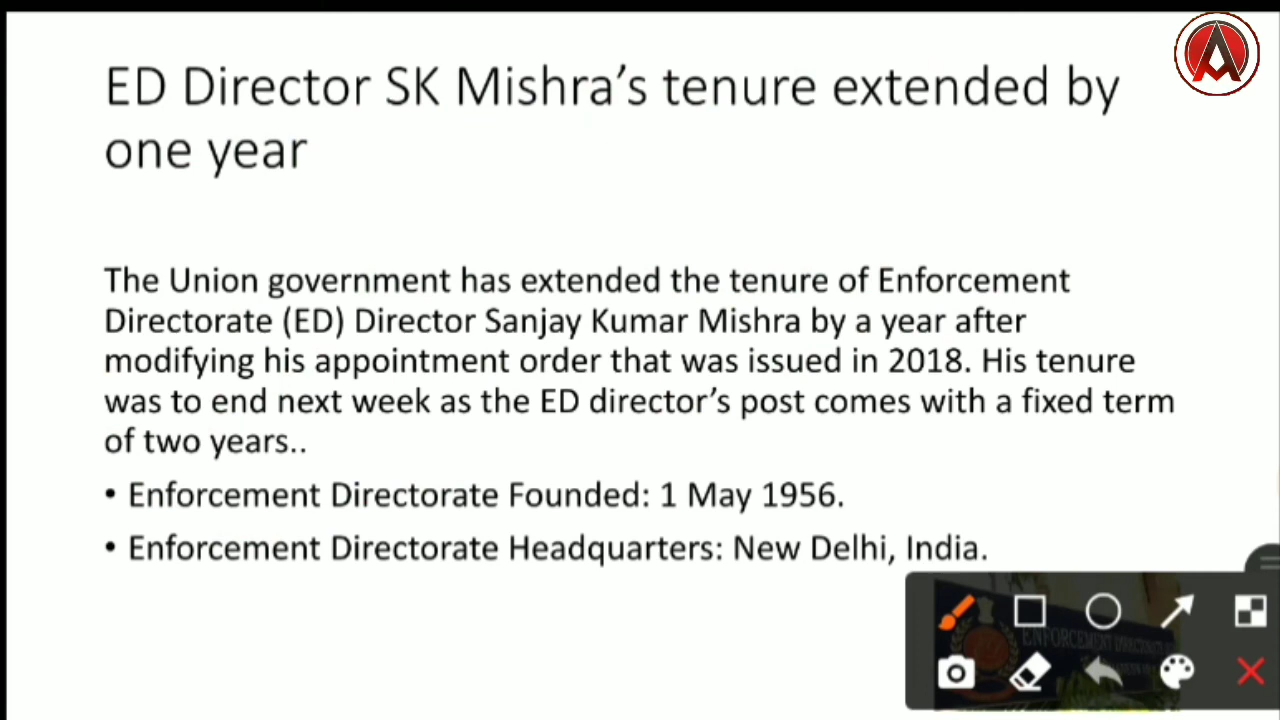 ED Director SK Mishra’s tenure extended by
one year
The Union government has extended the tenure of Enforcement
Directorate (ED) Director Sanjay Kumar Mishra by a year after
modifying his appointment order that was issued in 2018. His tenure
was to end next week as the ED director’s post comes with a fixed term
of two years..
• Enforcement Directorate Founded: 1 May 1956.
• Enforcement Directorate Headquarters: New Delhi, India.
ENFORCEMENT